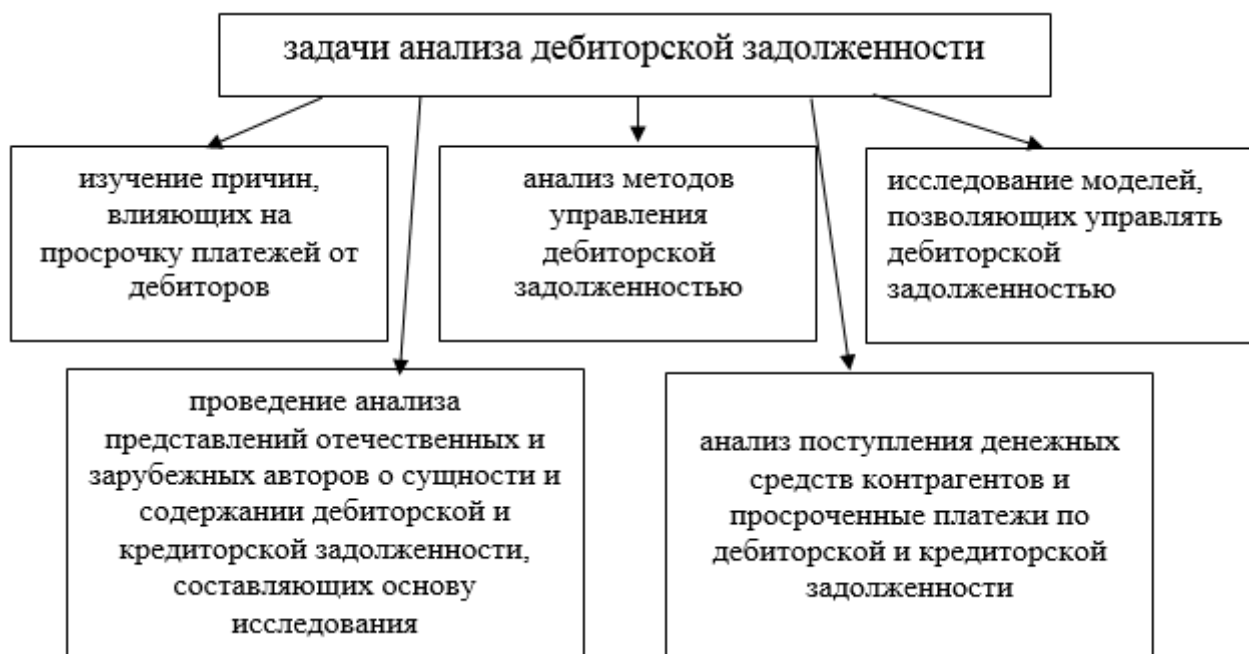 задачи анализа дебиторской задолженности
изучение причин,
влияющих на
просрочку платежей от
дебиторов
анализ методов
управления
дебиторской
задолженностью
исследование моделей,
позволяющих управлять
дебиторской
задолженностью
проведение анализа
представлений отечественных и
зарубежных авторов о сущности и
содержании дебиторской и
кредиторской задолженности,
составляющих основу
исследования
анализ поступления денежных
средств контрагентов и
просроченные платежи по
дебиторской и кредиторской
задолженности